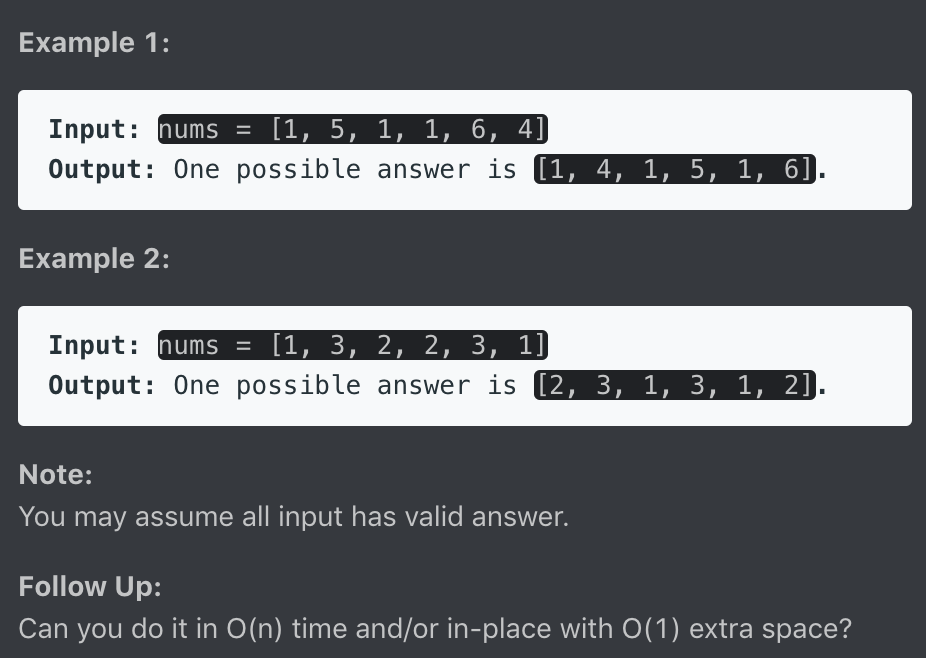 Example 1:
Input: nums = [1, 5, 1, 1, 6, 4]
Output: One possible answer is [1, 4, 1, 5, 1, 6].
Example 2:
Input: nums = [1, 3, 2, 2, 3, 1]
Output: One possible answer is [2, 3, 1, 3, 1, 2].
Note:
You may assume all input has valid answer.
Follow Up:
Can you do it in O(n) time and/or in-place with O(1) extra space?